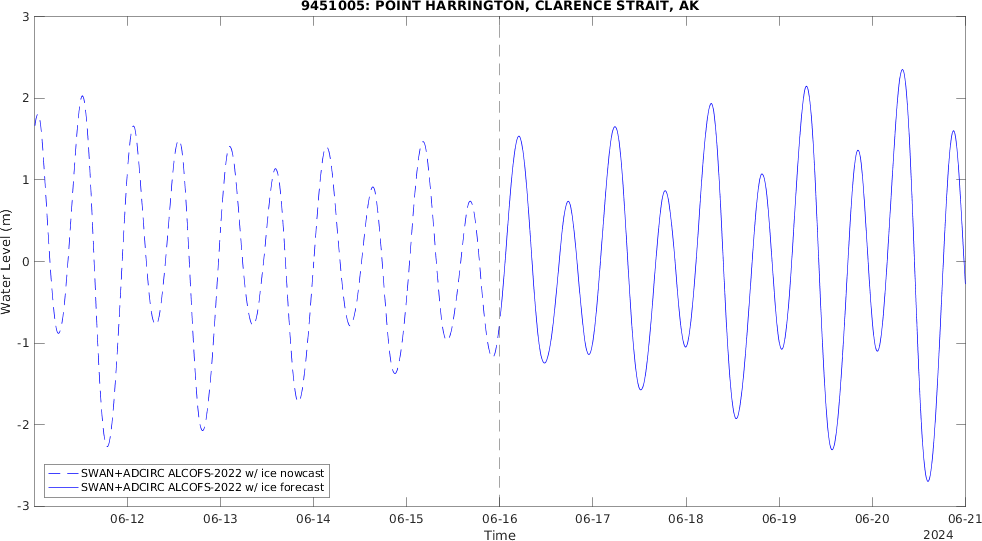 9451005: POINT HARRINGTON, CLARENCE STRAIT, AK
3
2
1
0
-1
-2
-3
Water Level (m)
SWAN+ADCIRC ALCOFS-2022 w/ ice nowcast
SWAN+ADCIRC ALCOFS-2022 w/ ice forecast
06-12 06-13 06-14 06-15 06-16 06-17 06-18 06-19 06-20 06-21
Time
2024